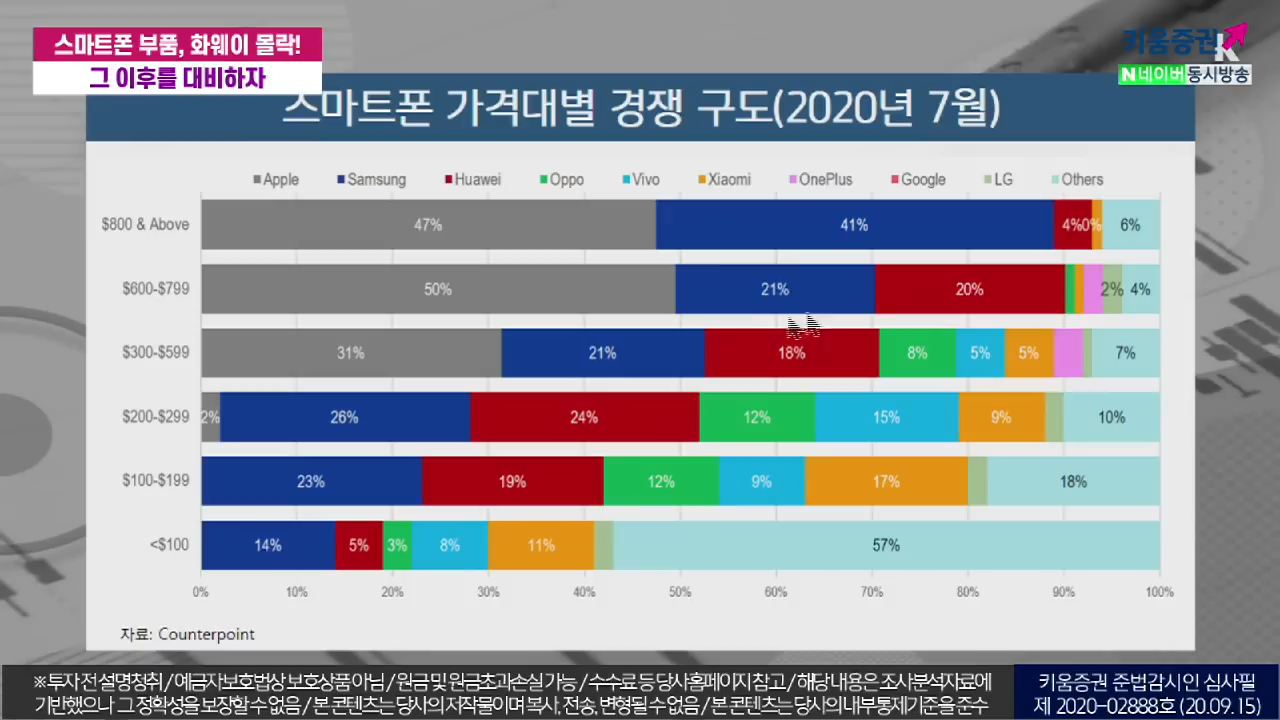 스마트폰 부품, 화웨이 몰락!
그 이후를 대비하자
키움증권
N 네이버 동시방송
스마트폰 가격대별 경쟁 구도(2020년 7월)
Apple Samsung Huawei Oppo Vivo Xiaomi OnePlus Google LG Others
$800 & Above 47% 41% 4% 0% 6%
$600-$799 50% 21% 20% 2% 4%
$300-$599 31% 21% 18% 8% 5% 5% 7%
$200-$299 2% 26% 24% 12% 15% 9% 10%
$100-$199 23% 19% 12% 9% 17% 18%
<$100 14% 5% 3% 8% 11% 57%
0% 10% 20% 30% 40% 50% 60% 70% 80% 90% 100%
자료: Counterpoint
※ 투자 전 설명청취 / 예금자보호법상 보호상품 아님 / 원금 및 원금초과손실 가능 / 수수료 등 당사홈페이지 참고 / 해당 내용은 조사분석자료에
기반했으나 그 정확성을 보장할 수 없음 / 본 콘텐츠는 당사의 저작물이며 복사, 전송, 변형될 수 없음 / 본 콘텐츠는 당사의 내부통제기준을 준수
키움증권 준법감시인 심사필
제 2020-02888호 (20.09.15)